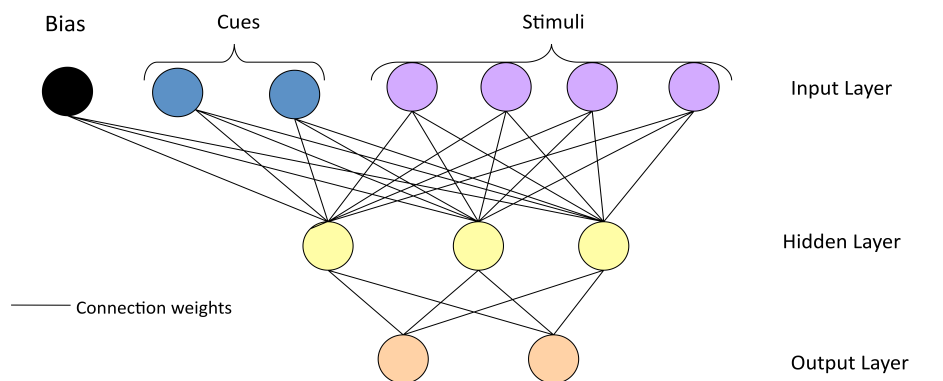 Bias
Cues
Stimuli
Input Layer
Hidden Layer
Connection weights
Output Layer